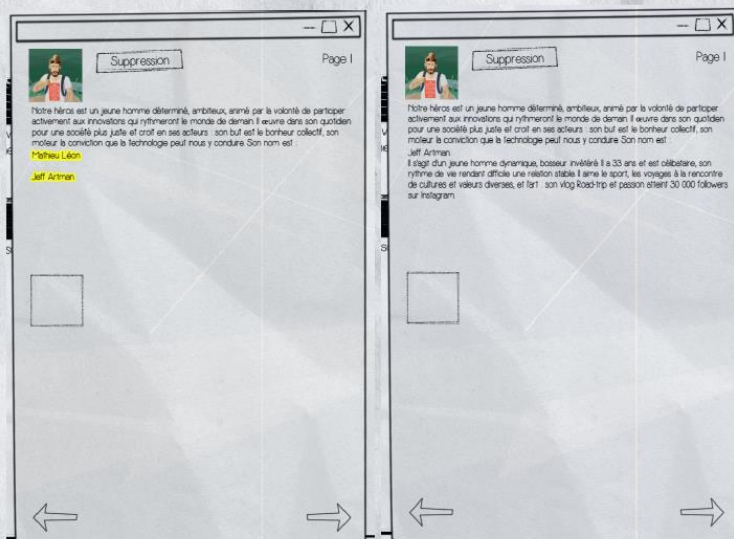 Suppression
Page 1
Notre héros est un jeune homme déterminé, ambitieux, animé par la volonté de participer
activement aux innovations qui rythmeront le monde de demain Il œuvre dans son quotidien
pour une société plus juste et croit en ses acteurs : son but est le bonheur collectif, son
moteur la conviction que la technologie peut nous y conduire Son nom est :
Mathieu Léon
Jeff Artman
Suppression
Page 1
Notre héros est un jeune homme déterminé, ambitieux, animé par la volonté de participer
activement aux innovations qui rythmeront le monde de demain Il œuvre dans son quotidien
pour une société plus juste et croit en ses acteurs : son but est le bonheur collectif, son
moteur la conviction que la technologie peut nous y conduire Son nom est :
Jeff Artman
Il s'agit d'un jeune homme dynamique, bosseur invétéré Il a 33 ans et est célibataire, son
rythme de vie rendant difficile une relation stable Il aime le sport, les voyages à la rencontre
de cultures et valeurs diverses, et l'art : son vlog Road-trip et passion atteint 30 000 followers
sur Instagram